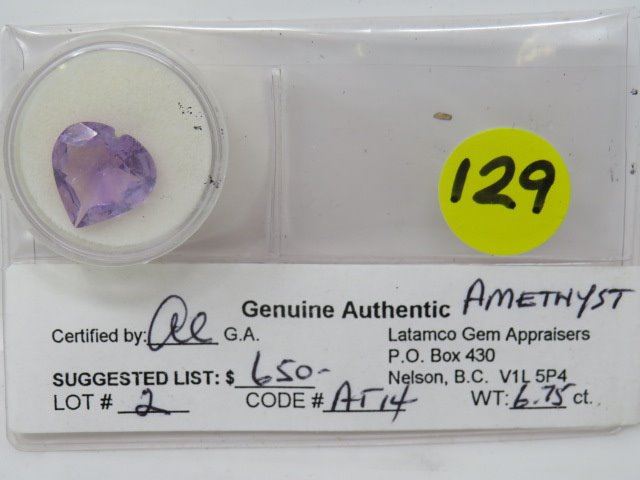 129
Genuine Authentic AMETHYST
Certified by: G.A. Latamco Gem Appraisers
P.O. Box 430
SUGGESTED LIST: $ 650- Nelson, B.C. V1L 5P4
LOT # 2 CODE # AT14 WT: 6.75 ct.